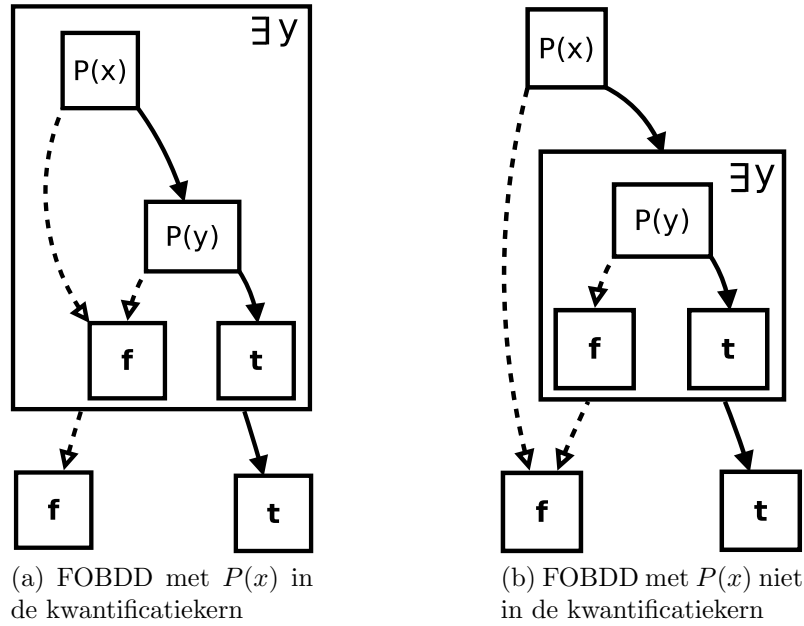 ∃y
P(x)
P(y)
f
t
f
t
(a) FOBDD met P(x) in
de kwantificatiekern
P(x)
∃y
P(y)
f
t
f
t
(b) FOBDD met P(x) niet
in de kwantificatiekern